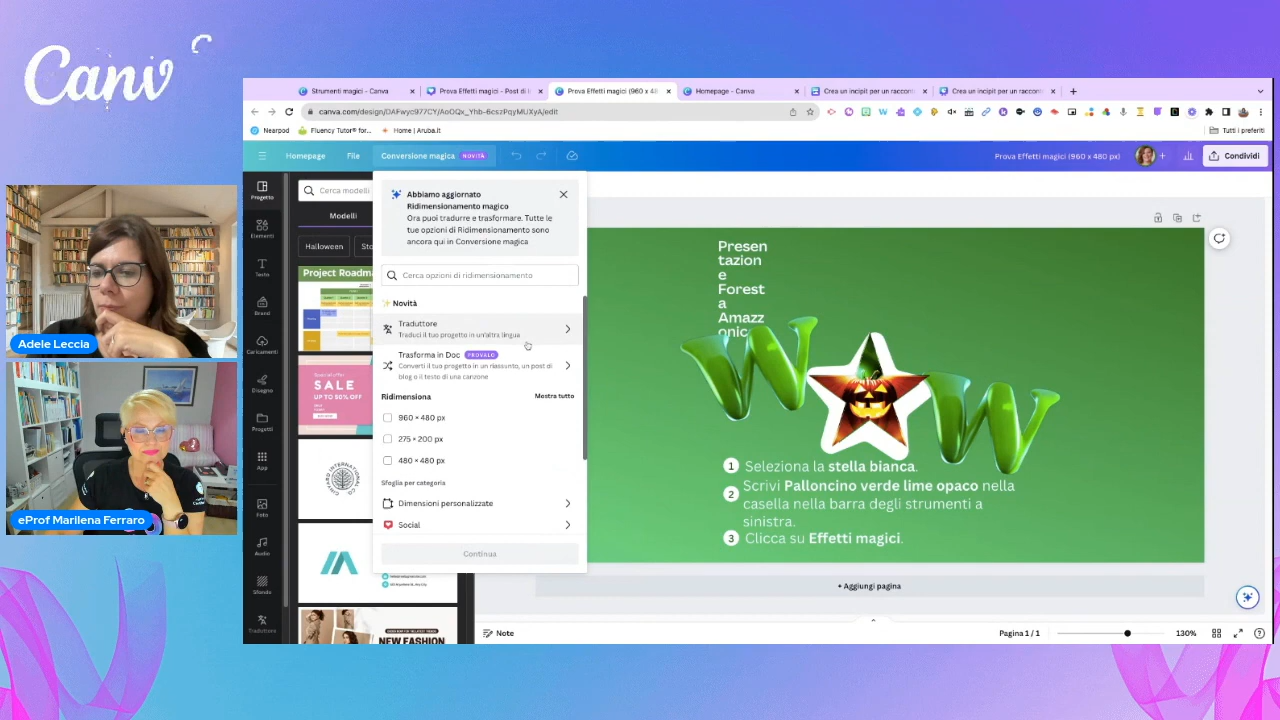 Canv
Strumenti magici - Canva
Prova Effetti magici - Post di I
Prova Effetti magici (960 x 48
Homepage - Canva
Crea un incipit per un racconto
Crea un incipit per un racconto
canva.com/design/DAFwyc977CY/AoOQx_Yhb-6cszPqyMUXyA/edit
Nearpod
Fluency Tutor® for...
Home | Aruba.it
Tutti i preferiti
Homepage
File
Conversione magica NOVITÀ
Prova Effetti magici (960 x 480 px)
Condividi
Progetto
Elementi
Testo
Brand
Caricamenti
Disegno
Progetti
App
Foto
Audio
Sfondo
Traduttore
Cerca modelli
Modelli
Halloween
Sto
Project Roadma
Special offer
SALE
UP TO 50% OFF
NEW FASHION
Abbiamo aggiornato
Ridimensionamento magico
Ora puoi tradurre e trasformare. Tutte le
tue opzioni di Ridimensionamento sono
ancora qui in Conversione magica
Cerca opzioni di ridimensionamento
Novità
Traduttore
Traduci il tuo progetto in un'altra lingua
Trasforma in Doc PROVALO
Converti il tuo progetto in un riassunto, un post di
blog o il testo di una canzone
Ridimensiona
Mostra tutto
960 × 480 px
275 × 200 px
480 × 480 px
Sfoglia per categoria
Dimensioni personalizzate
Social
Continua
Presen
tazion
e
Forest
a
Amazz
onica
W W
1 Seleziona la stella bianca.
2 Scrivi Palloncino verde lime opaco nella
casella nella barra degli strumenti a
sinistra.
3 Clicca su Effetti magici.
+ Aggiungi pagina
Note
Pagina 1 / 1
130%
Adele Leccia
eProf Marilena Ferraro